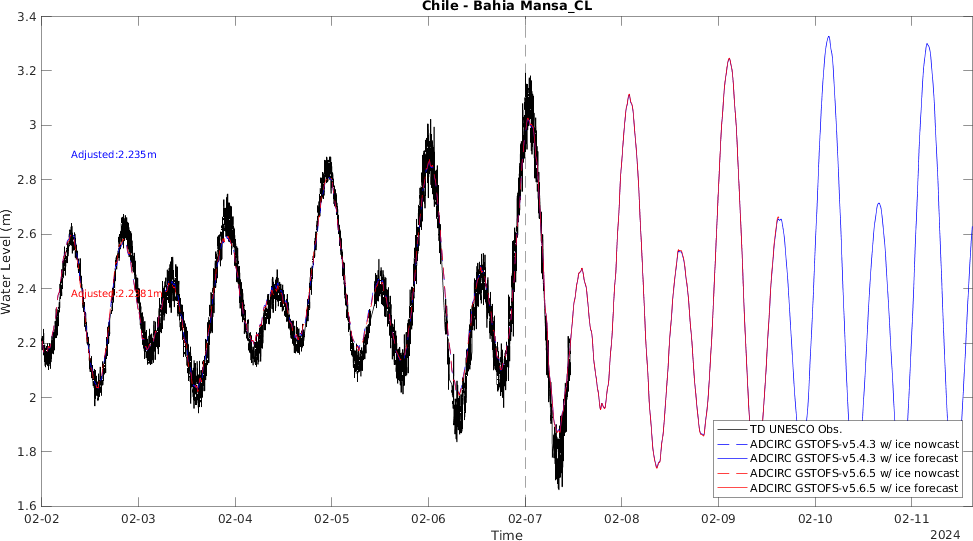 Chile - Bahia Mansa_CL
3.4
3.2
3
2.8
2.6
2.4
2.2
2
1.8
1.6
Water Level (m)
Adjusted:2.235m
Adjusted:2.2281m
TD UNESCO Obs.
ADCIRC GSTOFS-v5.4.3 w/ ice nowcast
ADCIRC GSTOFS-v5.4.3 w/ ice forecast
ADCIRC GSTOFS-v5.6.5 w/ ice nowcast
ADCIRC GSTOFS-v5.6.5 w/ ice forecast
02-02 02-03 02-04 02-05 02-06 02-07 02-08 02-09 02-10 02-11
Time
2024